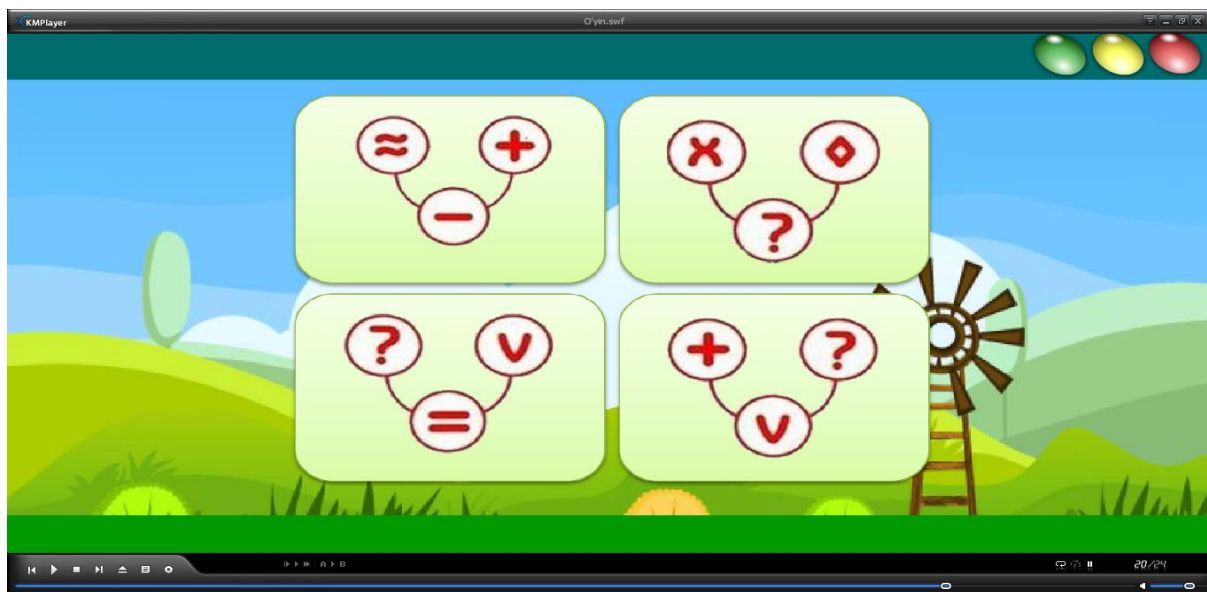 KMPlayer
O'yin.swf
≈ +
−
x ◊
?
? v
=
+ ?
v
A B
20/24